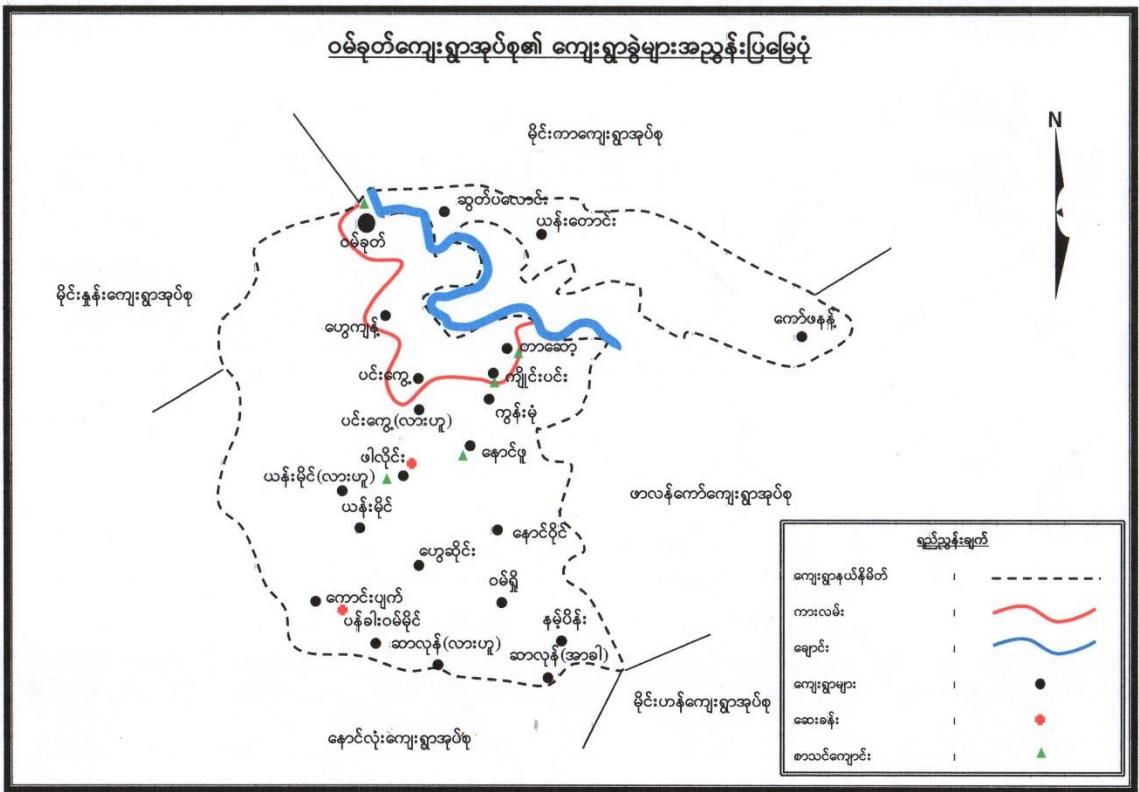 ဝမ်ခုတ်ကျေးရွာအုပ်စု၏ ကျေးရွာခွဲများအညွှန်းပြမြေပုံ
N
မိုင်းကာကျေးရွာအုပ်စု
ဆွတ်ပလောင်း
ယန်းတောင်း
ဝမ်ခုတ်
မိုင်းနှုန်းကျေးရွာအုပ်စု
ကော်ဖနန့်
ဟွေကျန့်
တာဆော့
ကျိုင်းပင်း
ပင်းကွေ့
ကွန်းမုံ
ပင်းကွေ့(လားဟူ)
နောင်ဖူ
ဖါလိုင်း
ယန်းမိုင်(လားဟူ)
ဖာလန်ကော်ကျေးရွာအုပ်စု
ယန်းမိုင်
နောင်ဝိုင်
ဟွေဆိုင်း
ဝမ်ရှို
ကောင်းပျက်
ပန်ခါးဝမ်မိုင်
နမ့်ပိန်း
ဆာလုန်(လားဟူ)
ဆာလုန်(အာခါ)
မိုင်းဟန်ကျေးရွာအုပ်စု
နောင်လုံးကျေးရွာအုပ်စု
ရည်ညွှန်းချက်
ကျေးရွာနယ်နိမိတ် ၊
ကားလမ်း ၊
ချောင်း ၊
ကျေးရွာများ ၊
ဆေးခန်း ၊
စာသင်ကျောင်း ၊